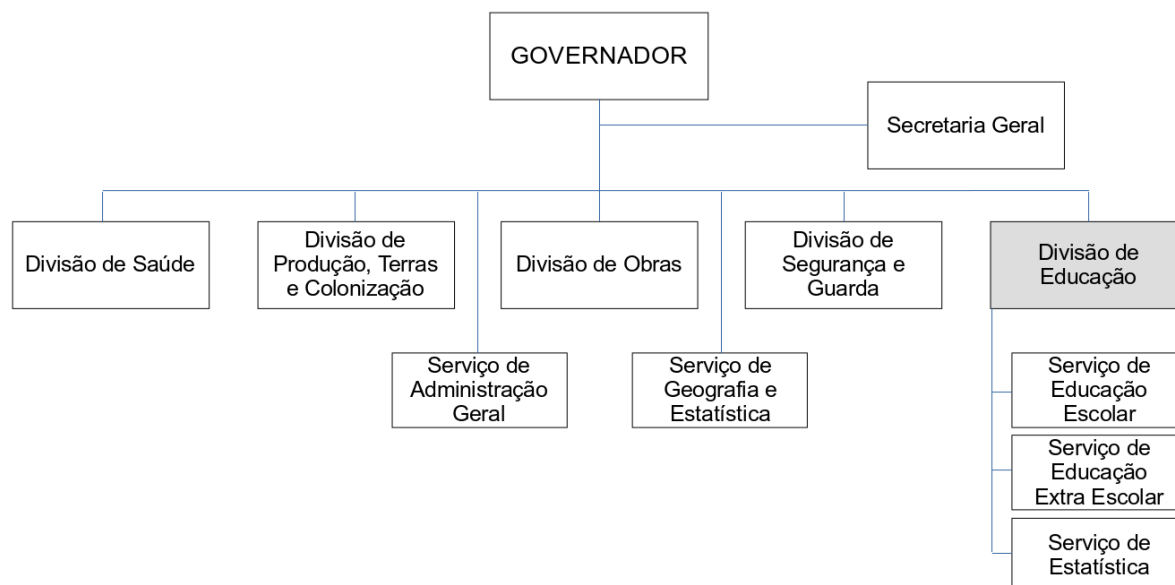 GOVERNADOR
Secretaria Geral
Divisão de Saúde
Divisão de
Produção, Terras
e Colonização
Divisão de Obras
Divisão de
Segurança e
Guarda
Divisão de
Educação
Serviço de
Administração
Geral
Serviço de
Geografia e
Estatística
Serviço de
Educação
Escolar
Serviço de
Educação
Extra Escolar
Serviço de
Estatística